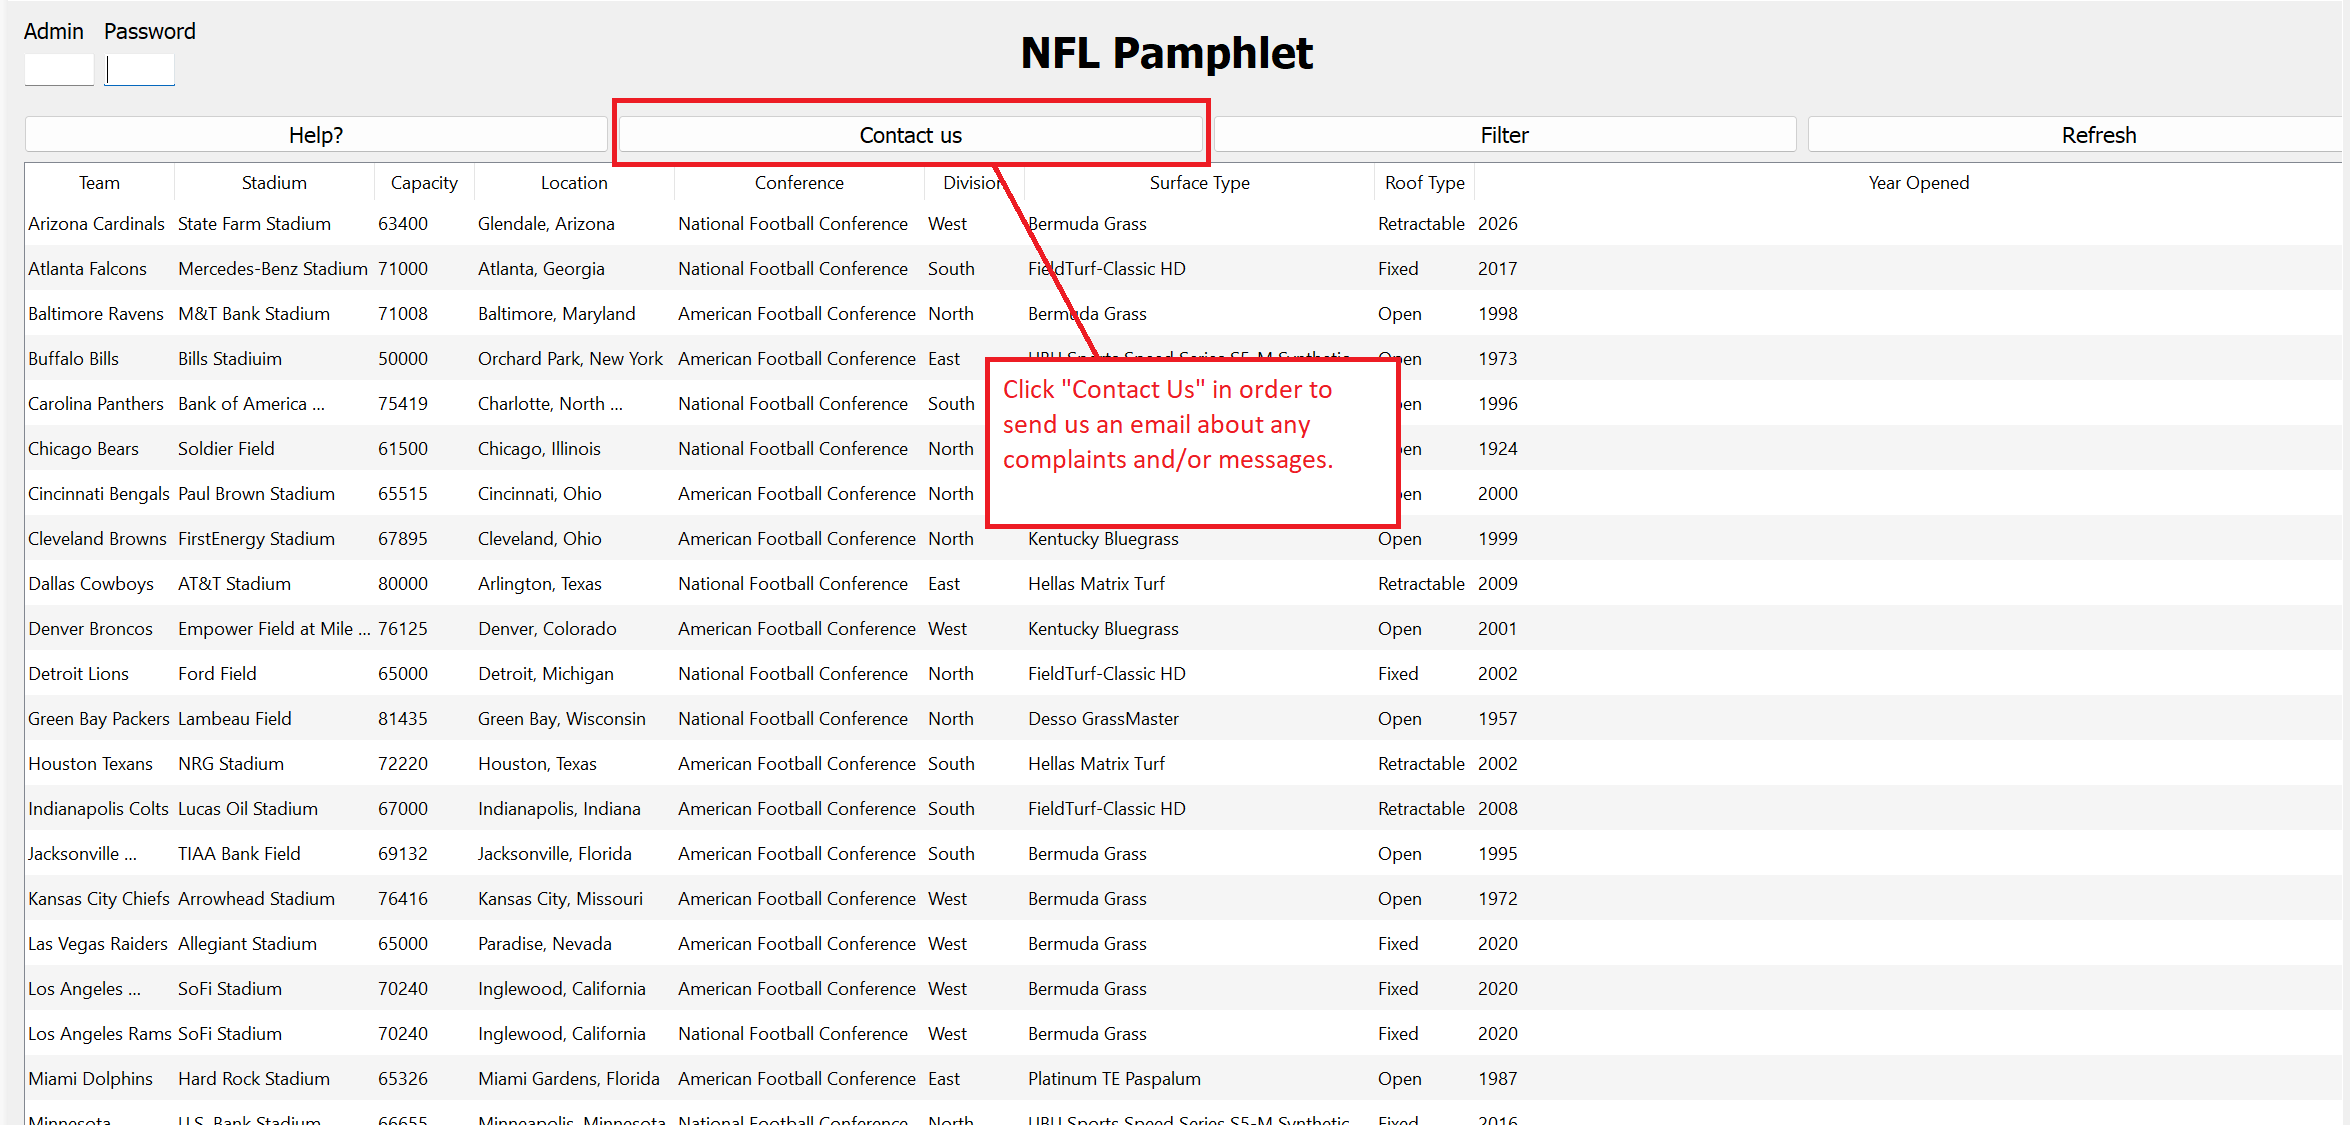 Admin Password
NFL Pamphlet
Help? Contact us Filter Refresh
Team Stadium Capacity Location Conference Division Surface Type Roof Type Year Opened
Arizona Cardinals State Farm Stadium 63400 Glendale, Arizona National Football Conference West Bermuda Grass Retractable 2026
Atlanta Falcons Mercedes-Benz Stadium 71000 Atlanta, Georgia National Football Conference South FieldTurf-Classic HD Fixed 2017
Baltimore Ravens M&T Bank Stadium 71008 Baltimore, Maryland American Football Conference North Bermuda Grass Open 1998
Buffalo Bills Bills Stadiuim 50000 Orchard Park, New York American Football Conference East UBU Sports Speed Series S5-M Synthetic Open 1973
Carolina Panthers Bank of America ... 75419 Charlotte, North ... National Football Conference South 1996
Chicago Bears Soldier Field 61500 Chicago, Illinois National Football Conference North 1924
Cincinnati Bengals Paul Brown Stadium 65515 Cincinnati, Ohio American Football Conference North 2000
Click "Contact Us" in order to
send us an email about any
complaints and/or messages.
Cleveland Browns FirstEnergy Stadium 67895 Cleveland, Ohio American Football Conference North Kentucky Bluegrass Open 1999
Dallas Cowboys AT&T Stadium 80000 Arlington, Texas National Football Conference East Hellas Matrix Turf Retractable 2009
Denver Broncos Empower Field at Mile ... 76125 Denver, Colorado American Football Conference West Kentucky Bluegrass Open 2001
Detroit Lions Ford Field 65000 Detroit, Michigan National Football Conference North FieldTurf-Classic HD Fixed 2002
Green Bay Packers Lambeau Field 81435 Green Bay, Wisconsin National Football Conference North Desso GrassMaster Open 1957
Houston Texans NRG Stadium 72220 Houston, Texas American Football Conference South Hellas Matrix Turf Retractable 2002
Indianapolis Colts Lucas Oil Stadium 67000 Indianapolis, Indiana American Football Conference South FieldTurf-Classic HD Retractable 2008
Jacksonville ... TIAA Bank Field 69132 Jacksonville, Florida American Football Conference South Bermuda Grass Open 1995
Kansas City Chiefs Arrowhead Stadium 76416 Kansas City, Missouri American Football Conference West Bermuda Grass Open 1972
Las Vegas Raiders Allegiant Stadium 65000 Paradise, Nevada American Football Conference West Bermuda Grass Fixed 2020
Los Angeles ... SoFi Stadium 70240 Inglewood, California American Football Conference West Bermuda Grass Fixed 2020
Los Angeles Rams SoFi Stadium 70240 Inglewood, California National Football Conference West Bermuda Grass Fixed 2020
Miami Dolphins Hard Rock Stadium 65326 Miami Gardens, Florida American Football Conference East Platinum TE Paspalum Open 1987
Minnesota U.S. Bank Stadium 66655 Minneapolis, Minnesota National Football Conference North UBU Sports Speed Series S5-M Synthetic Fixed 2016